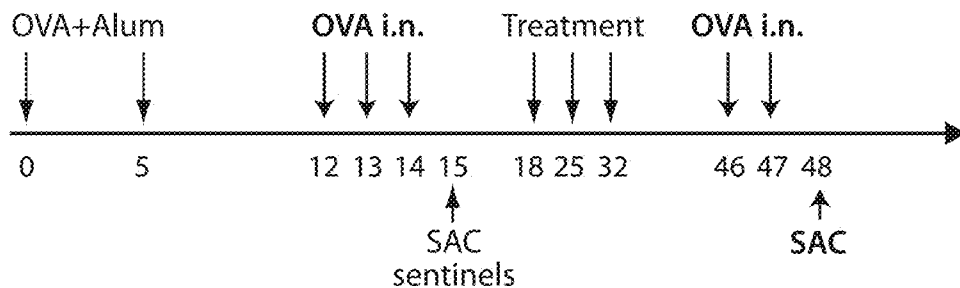 OVA+Alum OVA i.n. Treatment OVA i.n.
0 5 12 13 14 15 18 25 32 46 47 48
SAC SAC
sentinels